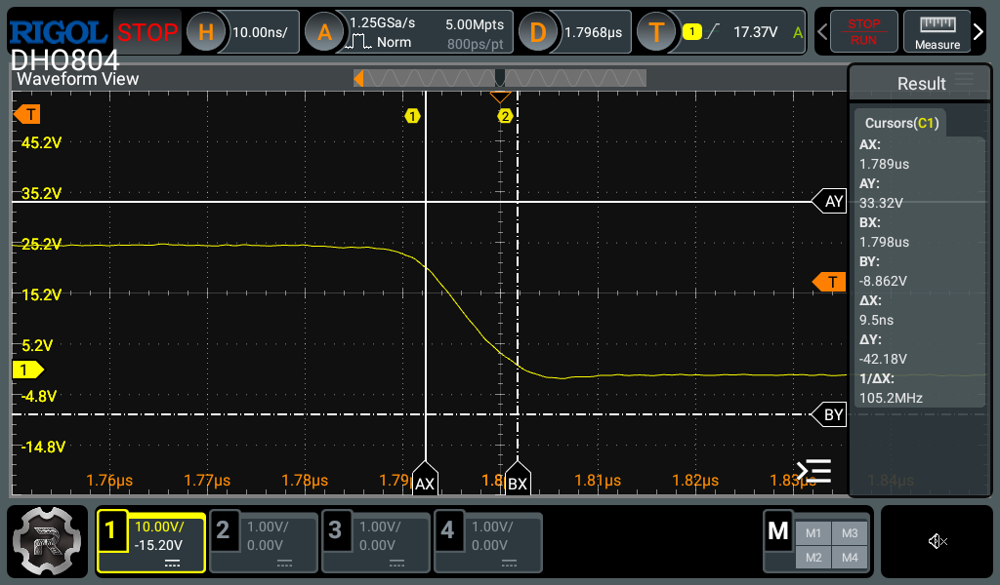 RIGOL STOP H 10.00ns/ A 1.25GSa/s 5.00Mpts D 1.7968µs T 1 17.37V A STOP
RUN Measure
Norm 800ps/pt
DHO804
Waveform View
Result
T
1 2
Cursors(C1)
45.2V
AX:
1.789us
AY:
35.2V
33.32V
AY
BX:
25.2V
1.798us
BY:
-8.862V
T
15.2V
ΔX:
9.5ns
ΔY:
5.2V
-42.18V
1
1/ΔX:
-4.8V
105.2MHz
BY
-14.8V
1.76µs 1.77µs 1.78µs 1.79 AX 1.8 BX 1.81µs 1.82µs 1.83µs 1.84µs
1 10.00V/ 2 1.00V/ 3 1.00V/ 4 1.00V/ M M1 M3
-15.20V 0.00V 0.00V 0.00V M2 M4
R